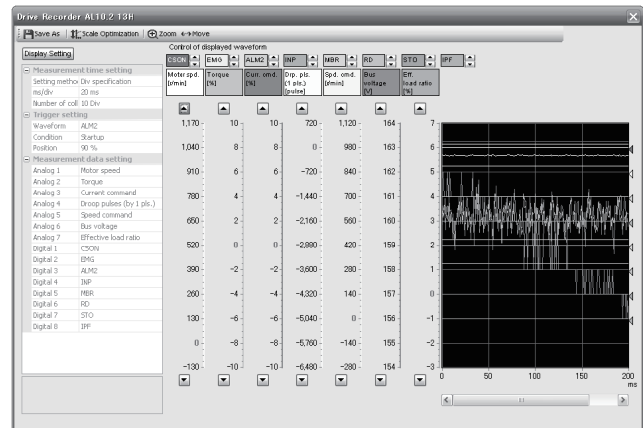 Drive Recorder AL10.2 13H
Save As Scale Optimization Zoom Move
Display Setting
Control of displayed waveform
CSON EMG ALM2 INP MBR RD STO IPF
Measurement time setting
Setting metho Div specification
ms/div 20 ms
Number of coll 10 Div
Trigger setting
Waveform ALM2
Condition Startup
Position 90 %
Measurement data setting
Analog 1 Motor speed
Analog 2 Torque
Analog 3 Current command
Analog 4 Droop pulses (by 1 pls.)
Analog 5 Speed command
Analog 6 Bus voltage
Analog 7 Effective load ratio
Digital 1 CSON
Digital 2 EMG
Digital 3 ALM2
Digital 4 INP
Digital 5 MBR
Digital 6 RD
Digital 7 STO
Digital 8 IPF
Motor spd. Torque Curr. cmd. Drp. pls. Spd. cmd. Bus Eff.
[r/min] [%] [%] (1 pls.) [r/min] voltage load ratio
[pulse] [V] [%]
1,170 10 10 720 1,120 164 7
1,040 8 8 0 980 163 6
910 6 6 -720 840 162 5
780 4 4 -1,440 700 161 4
650 2 2 -2,160 560 160 3
520 0 0 -2,880 420 159 2
390 -2 -2 -3,600 280 158 1
260 -4 -4 -4,320 140 157 0
130 -6 -6 -5,040 0 156 -1
0 -8 -8 -5,760 -140 155 -2
-130 -10 -10 -6,480 -280 154 -3
0 50 100 150 200
ms